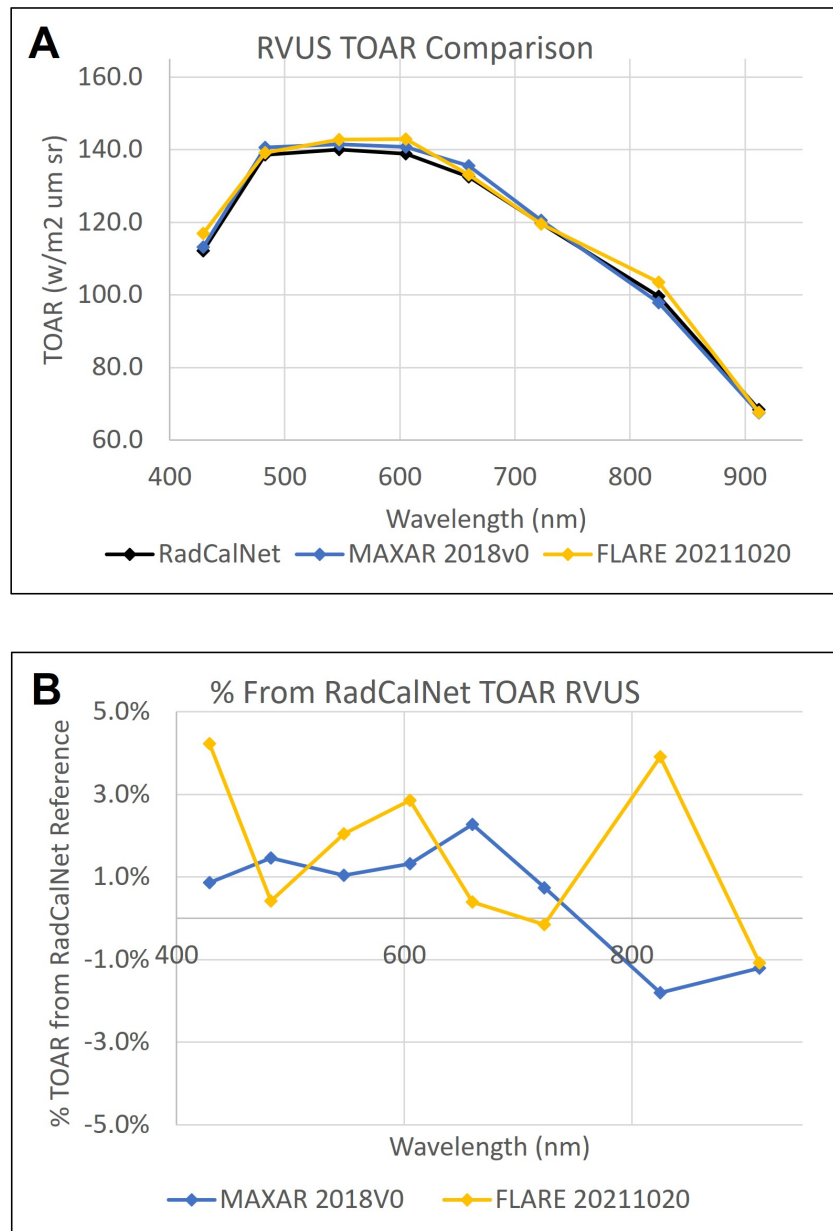 A
RVUS TOAR Comparison
TOAR (w/m2 um sr)
160.0
140.0
120.0
100.0
80.0
60.0
400 500 600 700 800 900
Wavelength (nm)
RadCalNet MAXAR 2018v0 FLARE 20211020
B
% From RadCalNet TOAR RVUS
% TOAR from RadCalNet Reference
5.0%
3.0%
1.0%
-1.0%
-3.0%
-5.0%
400 600 800
Wavelength (nm)
MAXAR 2018V0 FLARE 20211020